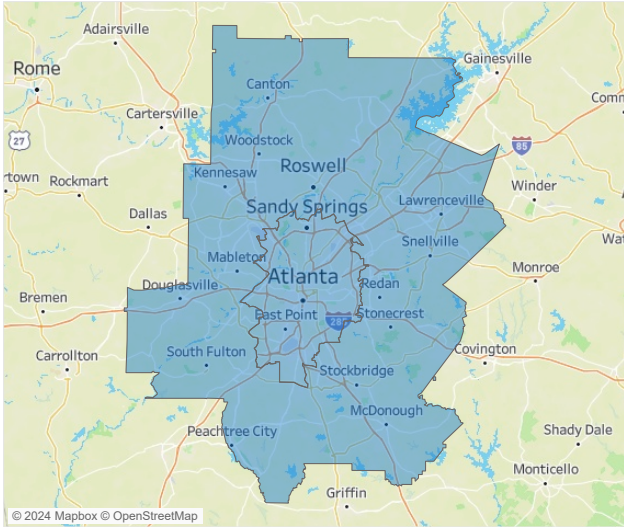 Adairsville
Gainesville
Rome
Canton
Comm
Cartersville
27
Woodstock
85
Roswell
rtown
Rockmart
Kennesaw
Winder
Sandy Springs
Lawrenceville
Dallas
Snellville
Wat
Mableton
Atlanta
Monroe
Douglasville
Redan
Bremen
East Point
Stonecrest
South Fulton
Covington
Carrollton
Stockbridge
McDonough
Peachtree City
Shady Dale
Monticello
Griffin
© 2024 Mapbox © OpenStreetMap